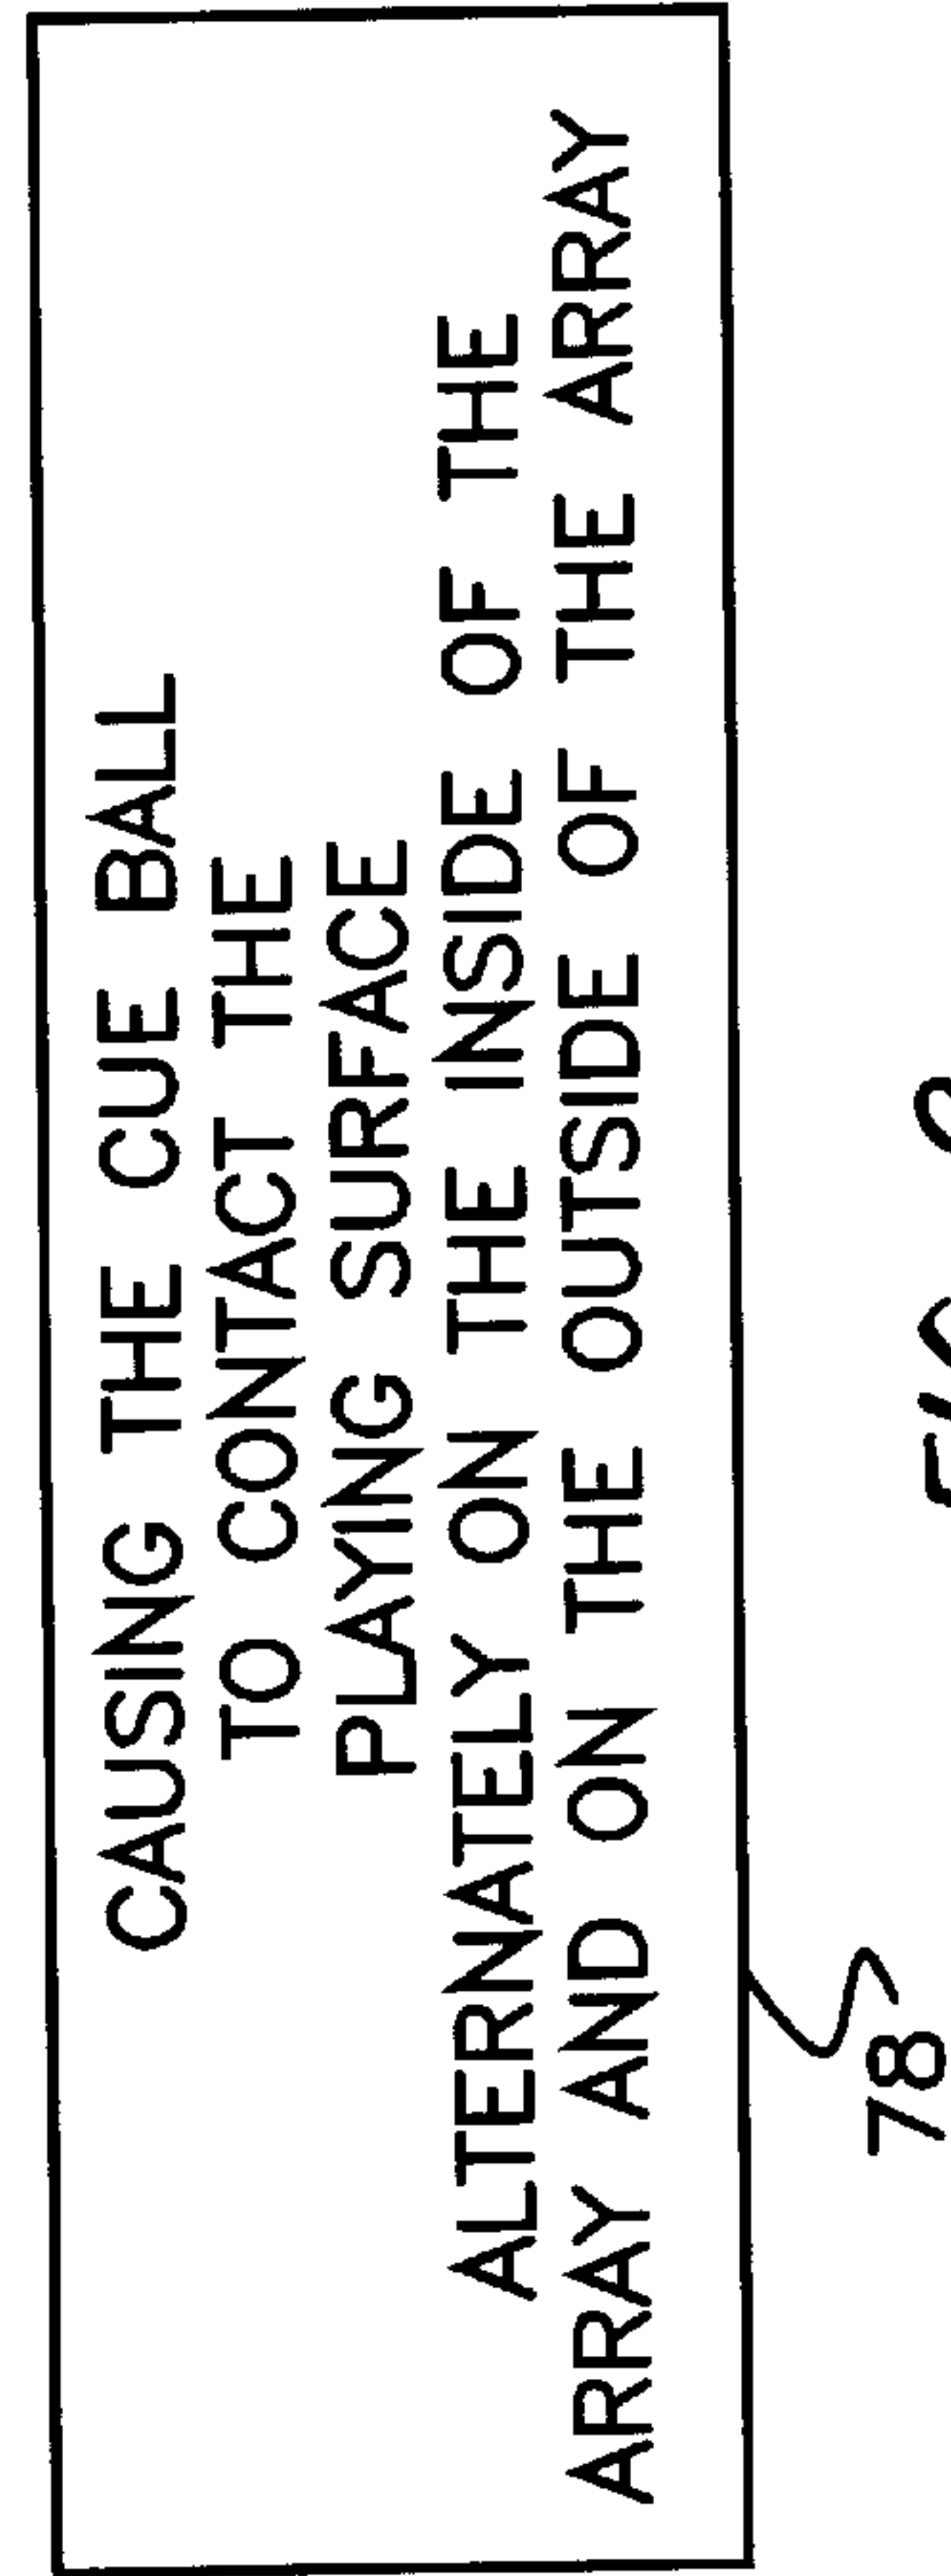 CAUSING THE CUE BALL
TO CONTACT THE
PLAYING SURFACE
ALTERNATELY ON THE INSIDE OF THE
ARRAY AND ON THE OUTSIDE OF THE ARRAY
78